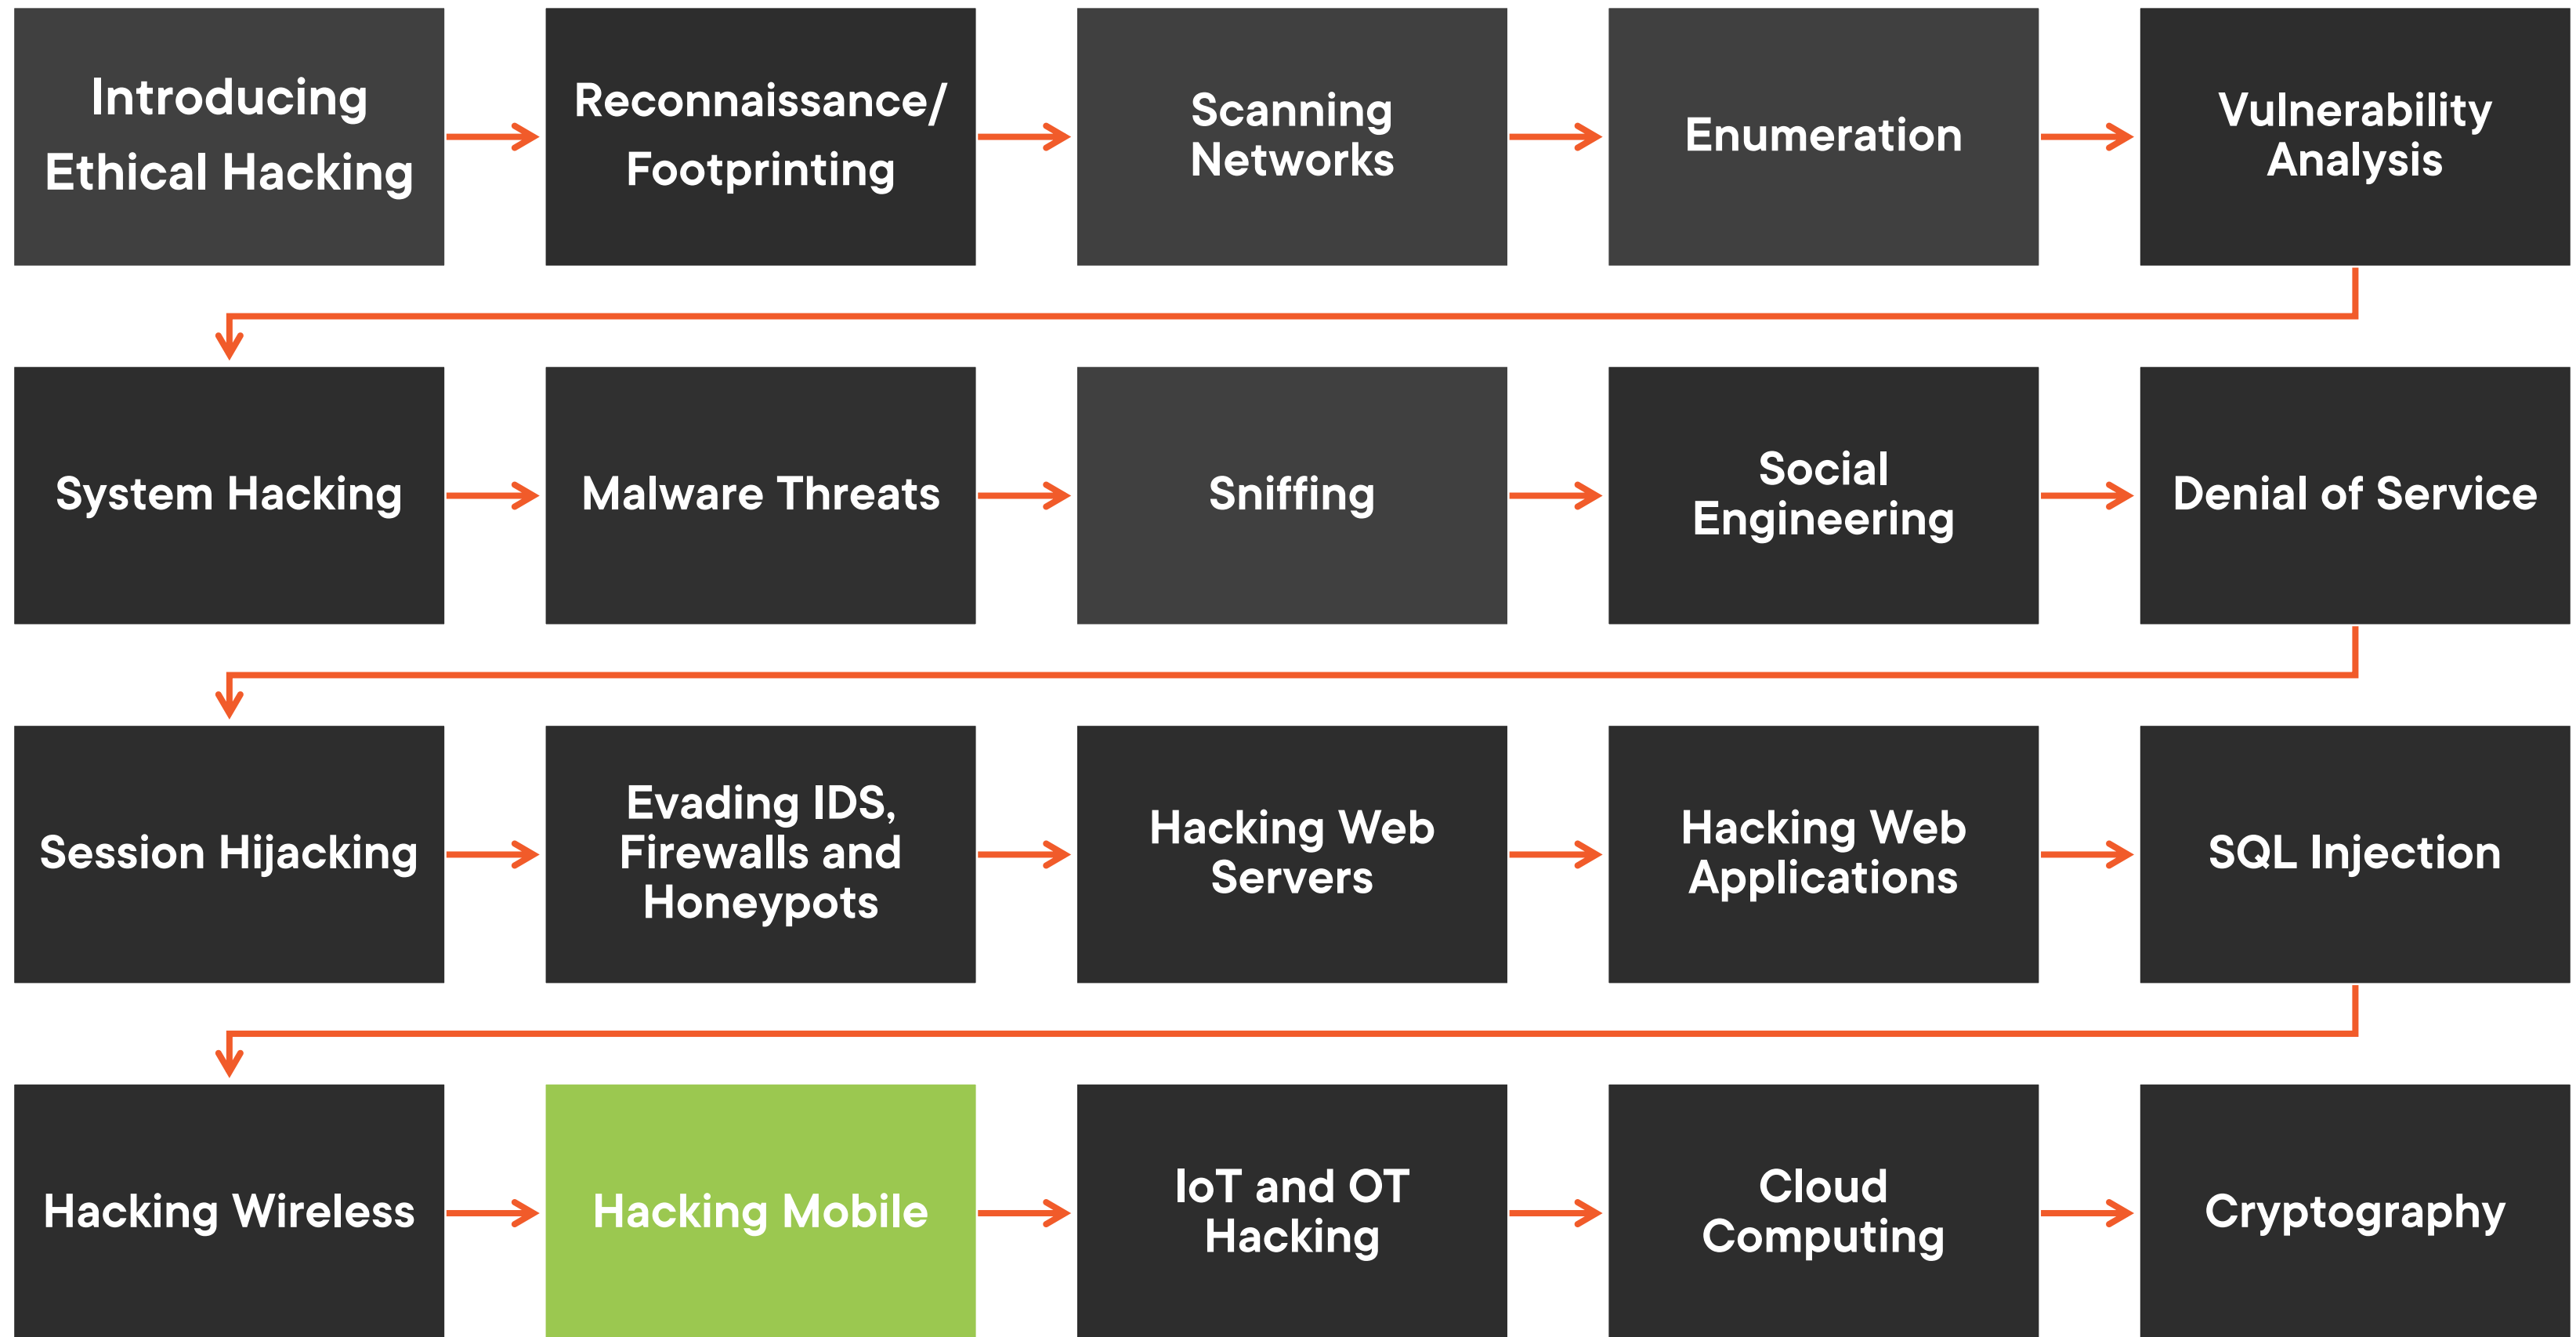 Introducing
Ethical Hacking
Reconnaissance/
Footprinting
Scanning
Networks
Enumeration
Vulnerability
Analysis
System Hacking
Malware Threats
Sniffing
Social
Engineering
Denial of Service
Session Hijacking
Evading IDS,
Firewalls and
Honeypots
Hacking Web
Servers
Hacking Web
Applications
SQL Injection
Hacking Wireless
Hacking Mobile
IoT and OT
Hacking
Cloud
Computing
Cryptography